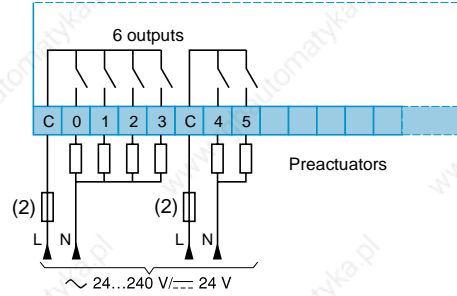 6 outputs
C 0 1 2 3 C 4 5
Preactuators
(2) (2)
L N L N
～ 24…240 V/⎓ 24 V